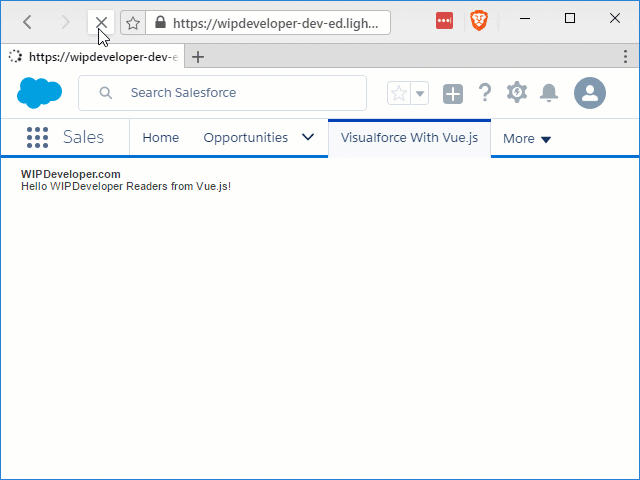 https://wipdeveloper-dev-ed.ligh...
https://wipdeveloper-dev-e
Search Salesforce
Sales
Home
Opportunities
Visualforce With Vue.js
More
WIPDeveloper.com
Hello WIPDeveloper Readers from Vue.js!